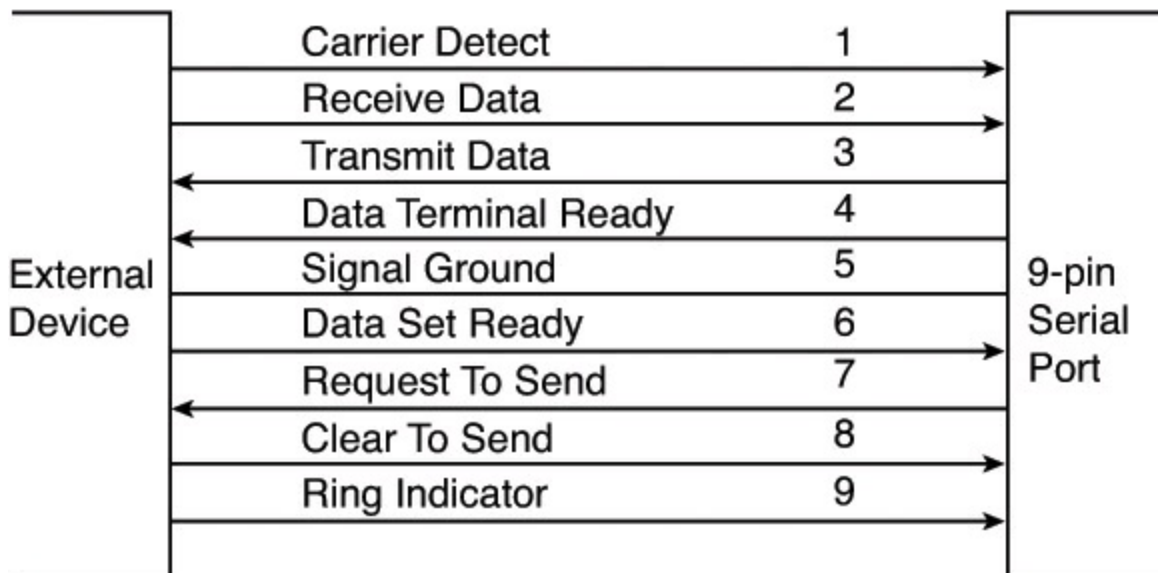 Carrier Detect 1
Receive Data 2
Transmit Data 3
Data Terminal Ready 4
Signal Ground 5
Data Set Ready 6
Request To Send 7
Clear To Send 8
Ring Indicator 9
External
Device
9-pin
Serial
Port